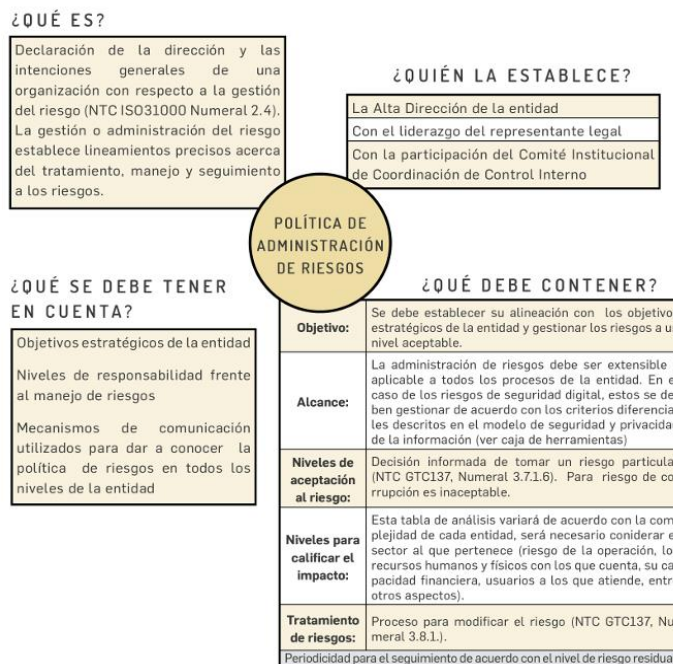 ¿QUÉ ES?
Declaración de la dirección y las
intenciones generales de una
organización con respecto a la gestión
del riesgo (NTC ISO31000 Numeral 2.4).
La gestión o administración del riesgo
establece lineamientos precisos acerca
del tratamiento, manejo y seguimiento
a los riesgos.
¿QUIÉN LA ESTABLECE?
La Alta Dirección de la entidad
Con el liderazgo del representante legal
Con la participación del Comité Institucional
de Coordinación de Control Interno
POLÍTICA DE
ADMINISTRACIÓN
DE RIESGOS
¿QUÉ SE DEBE TENER
EN CUENTA?
Objetivos estratégicos de la entidad
Niveles de responsabilidad frente
al manejo de riesgos
Mecanismos de comunicación
utilizados para dar a conocer la
política de riesgos en todos los
niveles de la entidad
¿QUÉ DEBE CONTENER?
Objetivo:
Se debe establecer su alineación con los objetivo
estratégicos de la entidad y gestionar los riesgos a u
nivel aceptable.
Alcance:
La administración de riesgos debe ser extensible
aplicable a todos los procesos de la entidad. En e
caso de los riesgos de seguridad digital, estos se de
ben gestionar de acuerdo con los criterios diferencia
les descritos en el modelo de seguridad y privacida
de la información (ver caja de herramientas)
Niveles de
aceptación
al riesgo:
Decisión informada de tomar un riesgo particula
(NTC GTC137, Numeral 3.7.1.6). Para riesgo de co
rrupción es inaceptable.
Niveles para
calificar el
impacto:
Esta tabla de análisis variará de acuerdo con la com
plejidad de cada entidad, será necesario coniderar e
sector al que pertenece (riesgo de la operación, lo
recursos humanos y físicos con los que cuenta, su ca
pacidad financiera, usuarios a los que atiende, entr
otros aspectos).
Tratamiento
de riesgos:
Proceso para modificar el riesgo (NTC GTC137, Nu
meral 3.8.1.).
Periodicidad para el seguimiento de acuerdo con el nivel de riesgo residua